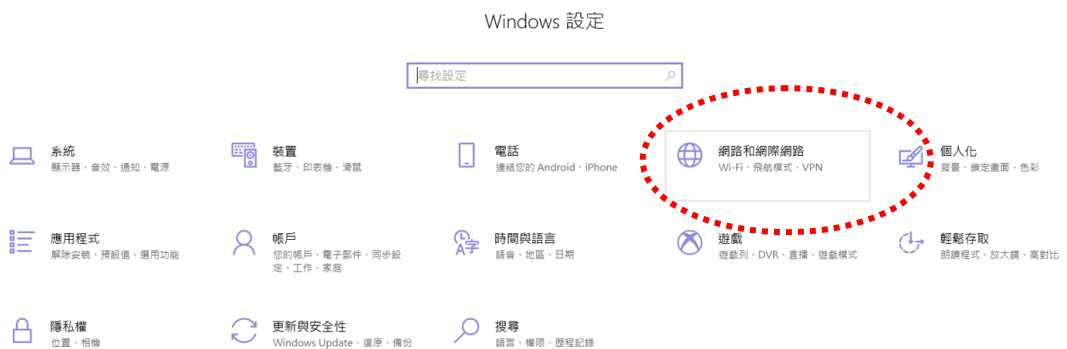 Windows 設定
尋找設定
系統
顯示器、音效、通知、電源
裝置
藍牙、印表機、滑鼠
電話
連結您的 Android、iPhone
網路和網際網路
Wi-Fi、飛航模式、VPN
個人化
背景、鎖定畫面、色彩
應用程式
解除安裝、預設值、選用功能
帳戶
您的帳戶、電子郵件、同步設
定、工作、家庭
時間與語言
語音、地區、日期
遊戲
遊戲列、DVR、直播、遊戲模式
輕鬆存取
朗讀程式、放大鏡、高對比
隱私權
位置、相機
更新與安全性
Windows Update、復原、備份
搜尋
語言、權限、歷程記錄